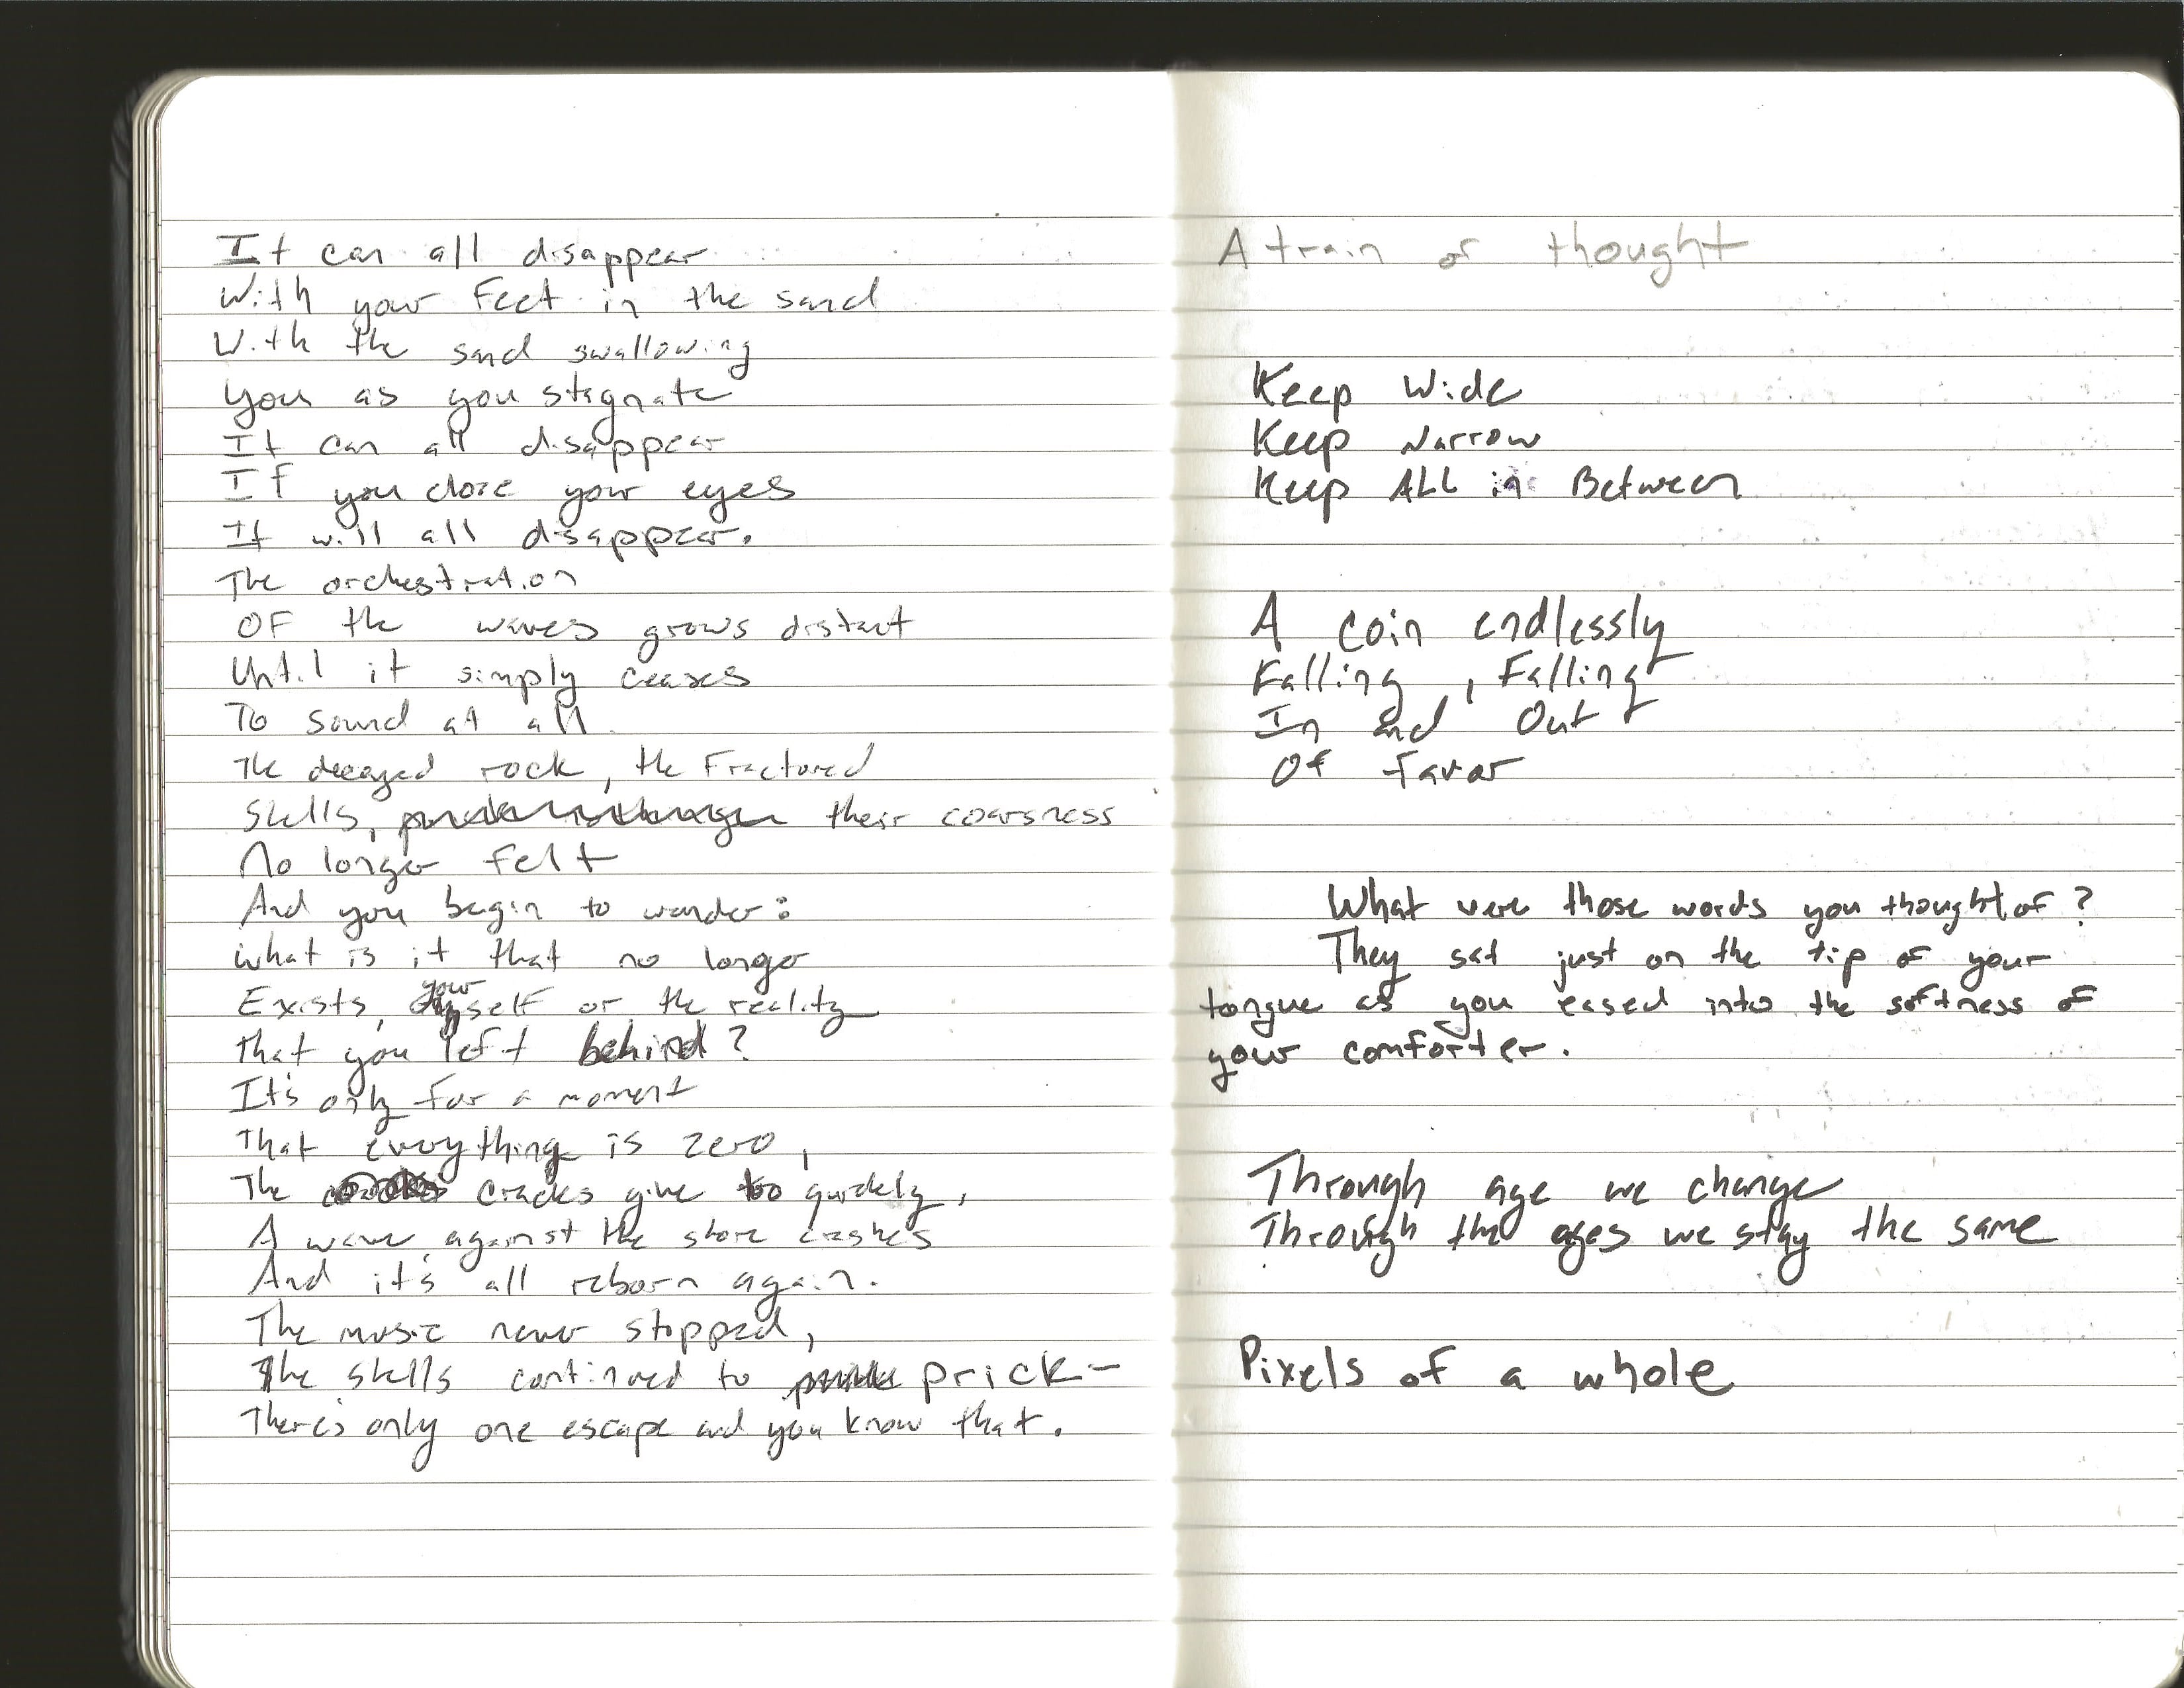 It can all disappear
With your Feet in the sand
With the sand swallowing
You as you stagnate
It can all disappear
If you close your eyes
It will all disappear.
The orchestration
OF the waves grows distant
Until it simply ceases
To sound at all.
The decayed rock, the Fractured
Shells, their coarsness
No longer felt
And you begin to wonder:
what is it that no longer
Exists, yourself or the reality
That you left behind?
It's only for a moment
That everything is zero,
The cracks give too quickly,
A wave against the shore crashes
And it's all reborn again.
The music never stopped,
The shells continued to prick-
There's only one escape and you know that.
A train of thought
Keep Wide
Keep Narrow
Keep ALL in Between
A coin endlessly
Falling, Falling
In and Out
Of favor
What were those words you thought of?
They sat just on the tip of your
tongue as you eased into the softness of
your comforter.
Through age we change
Through the ages we stay the same
Pixels of a whole